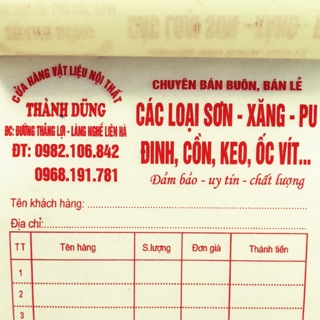 CỬA HÀNG VẬT LIỆU NỘI THẤT
THÀNH DŨNG
ĐC: ĐƯỜNG THẮNG LỢI - LÀNG NGHỀ LIÊN HÀ
ĐT: 0982.106.842
0968.191.781
CHUYÊN BÁN BUÔN, BÁN LẺ
CÁC LOẠI SƠN - XĂNG - PU
ĐINH, CỒN, KEO, ỐC VÍT...
Đảm bảo - uy tín - chất lượng
Tên khách hàng:
Địa chỉ:
TT Tên hàng S.lượng Đơn giá Thành tiền
1
2
3